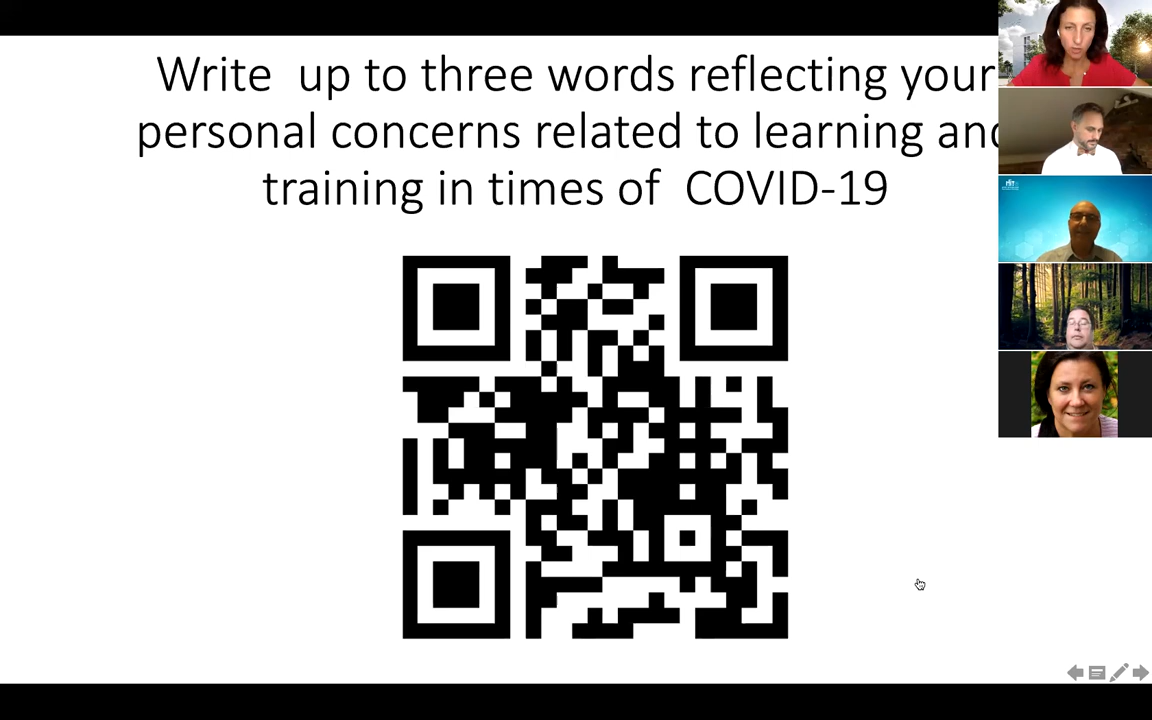 Write up to three words reflecting your
personal concerns related to learning and
training in times of COVID-19